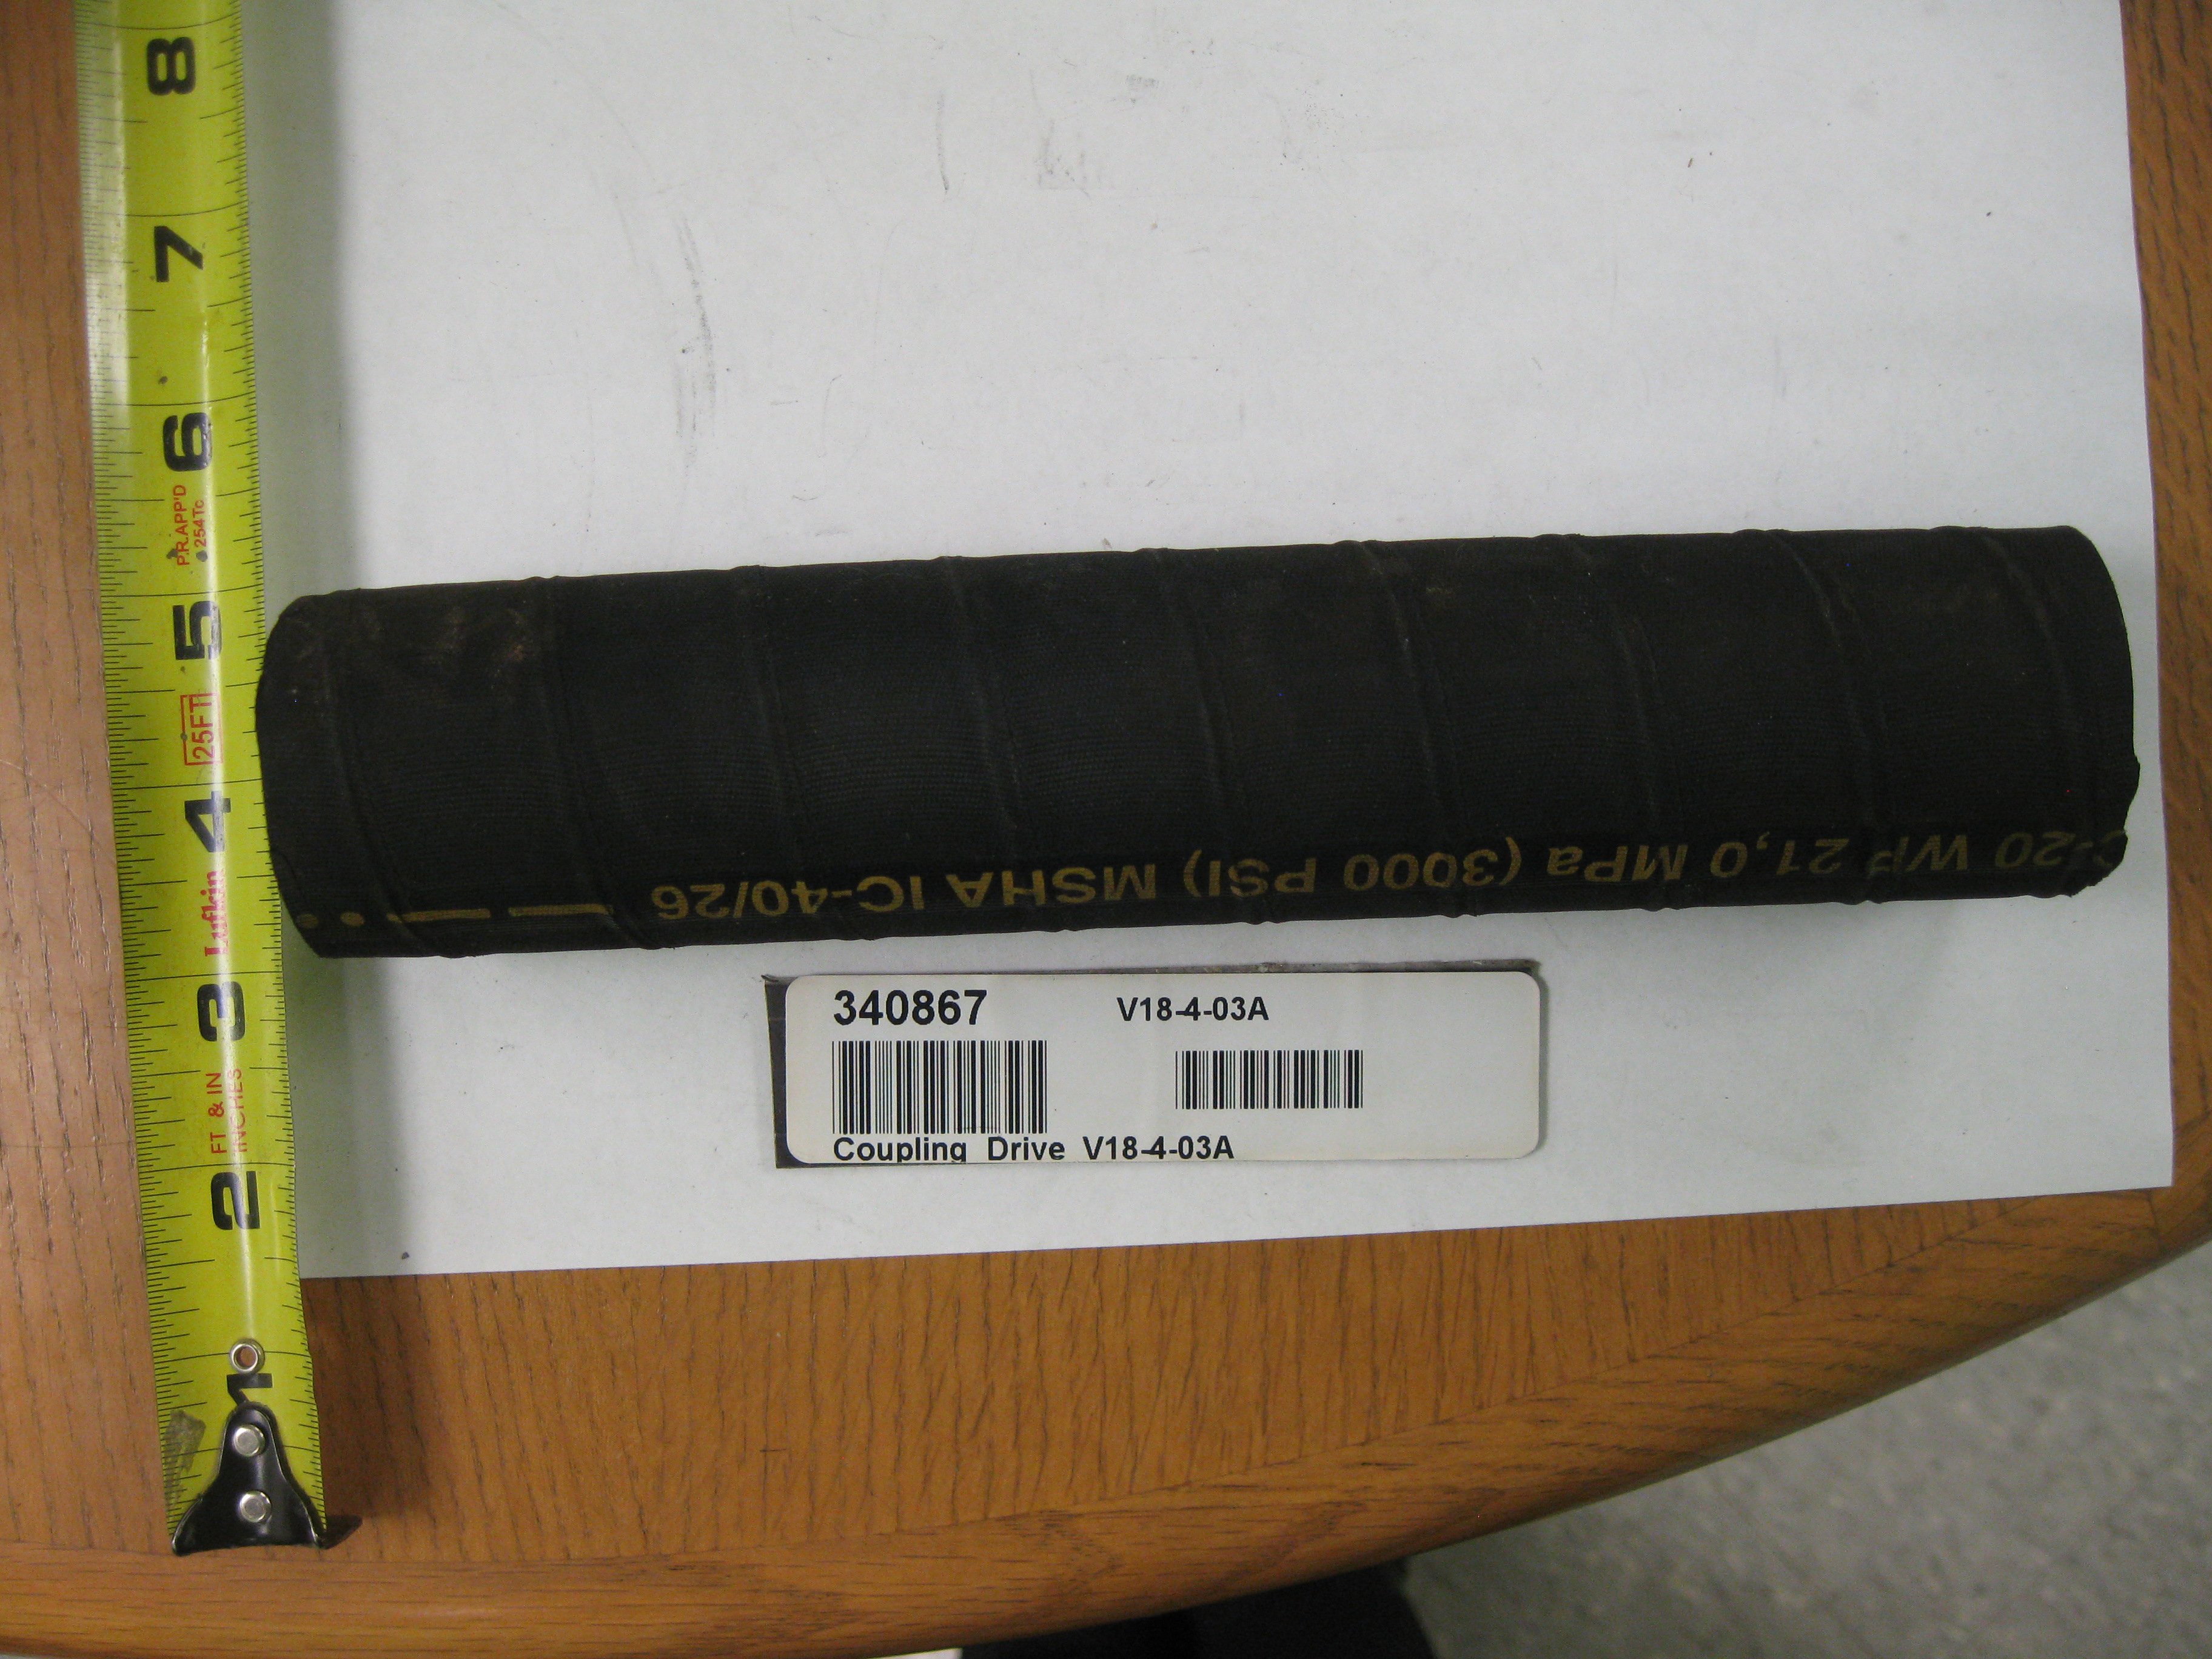 8
7
6
P.R.APP'D
254Tc
5
25FT
4
Lufkin
3
FT & IN
INCHES
2
1
20 WP 21,0 MPa (3000 PSI) MSHA IC-40/26
340867 V18-4-03A
Coupling Drive V18-4-03A